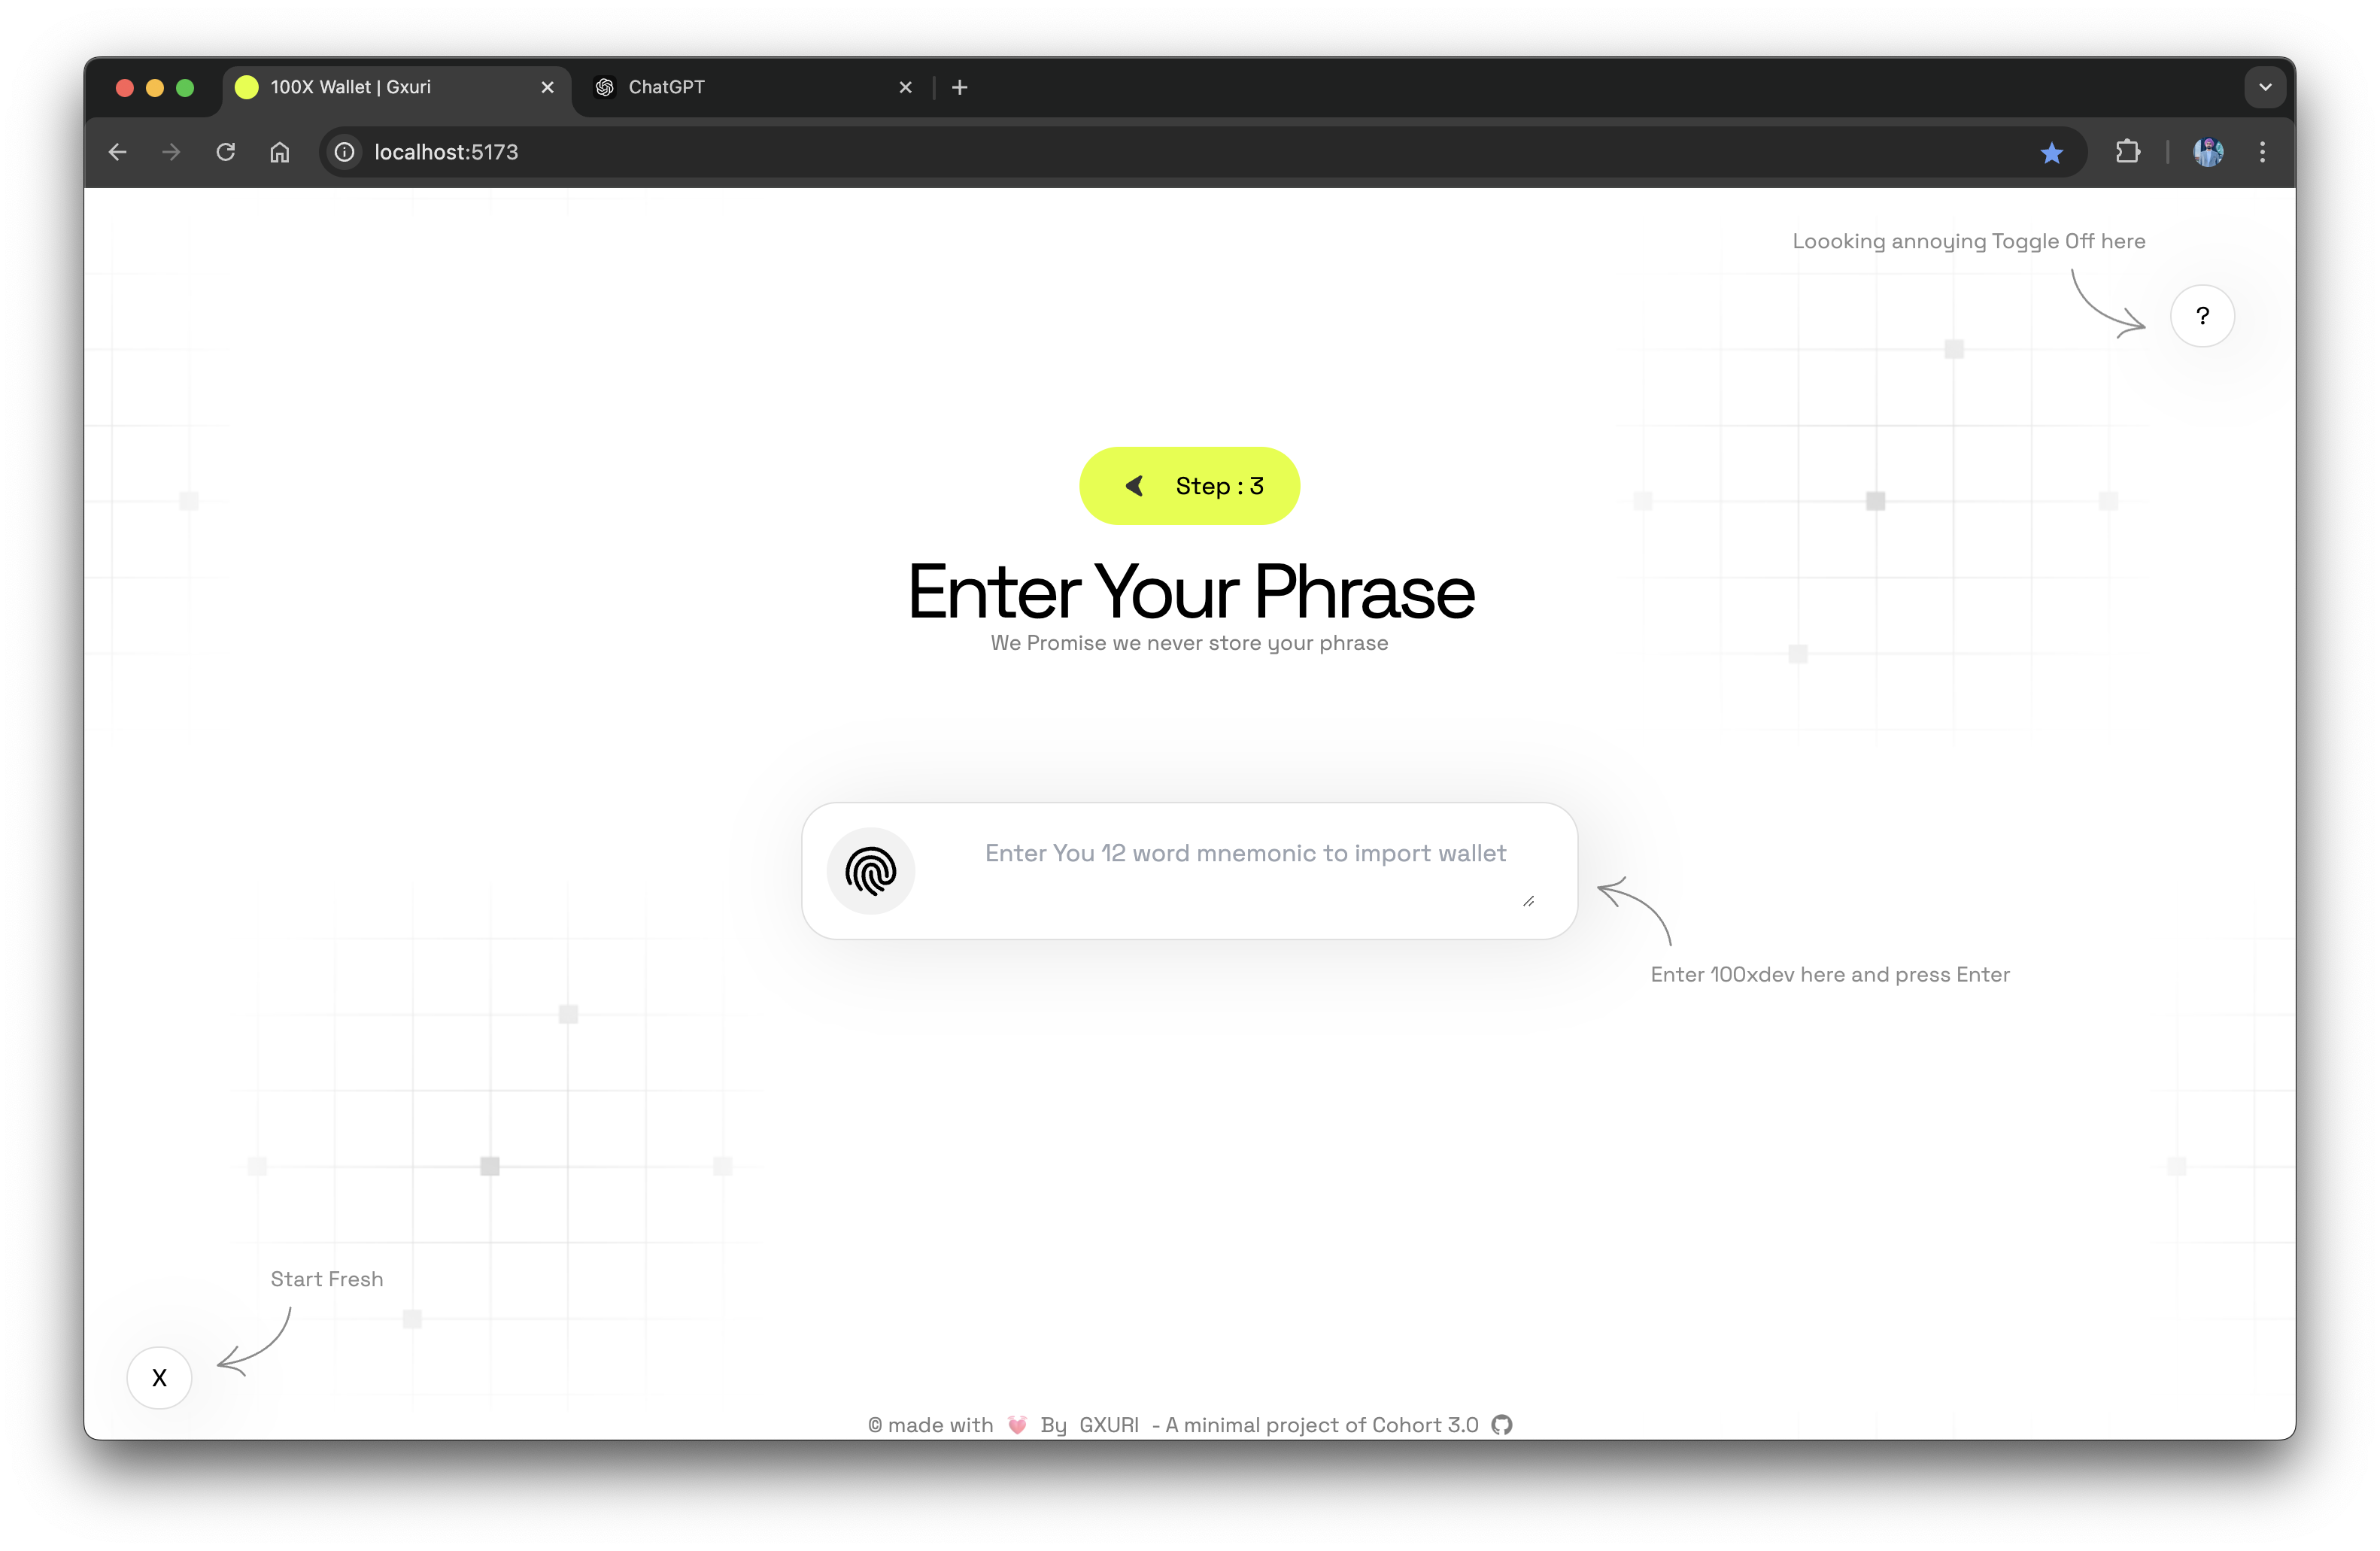 100X Wallet | Gxuri
ChatGPT
localhost:5173
Loooking annoying Toggle Off here
?
Step : 3
Enter Your Phrase
We Promise we never store your phrase
Enter You 12 word mnemonic to import wallet
Enter 100xdev here and press Enter
Start Fresh
X
© made with 💗 By GXURI - A minimal project of Cohort 3.0